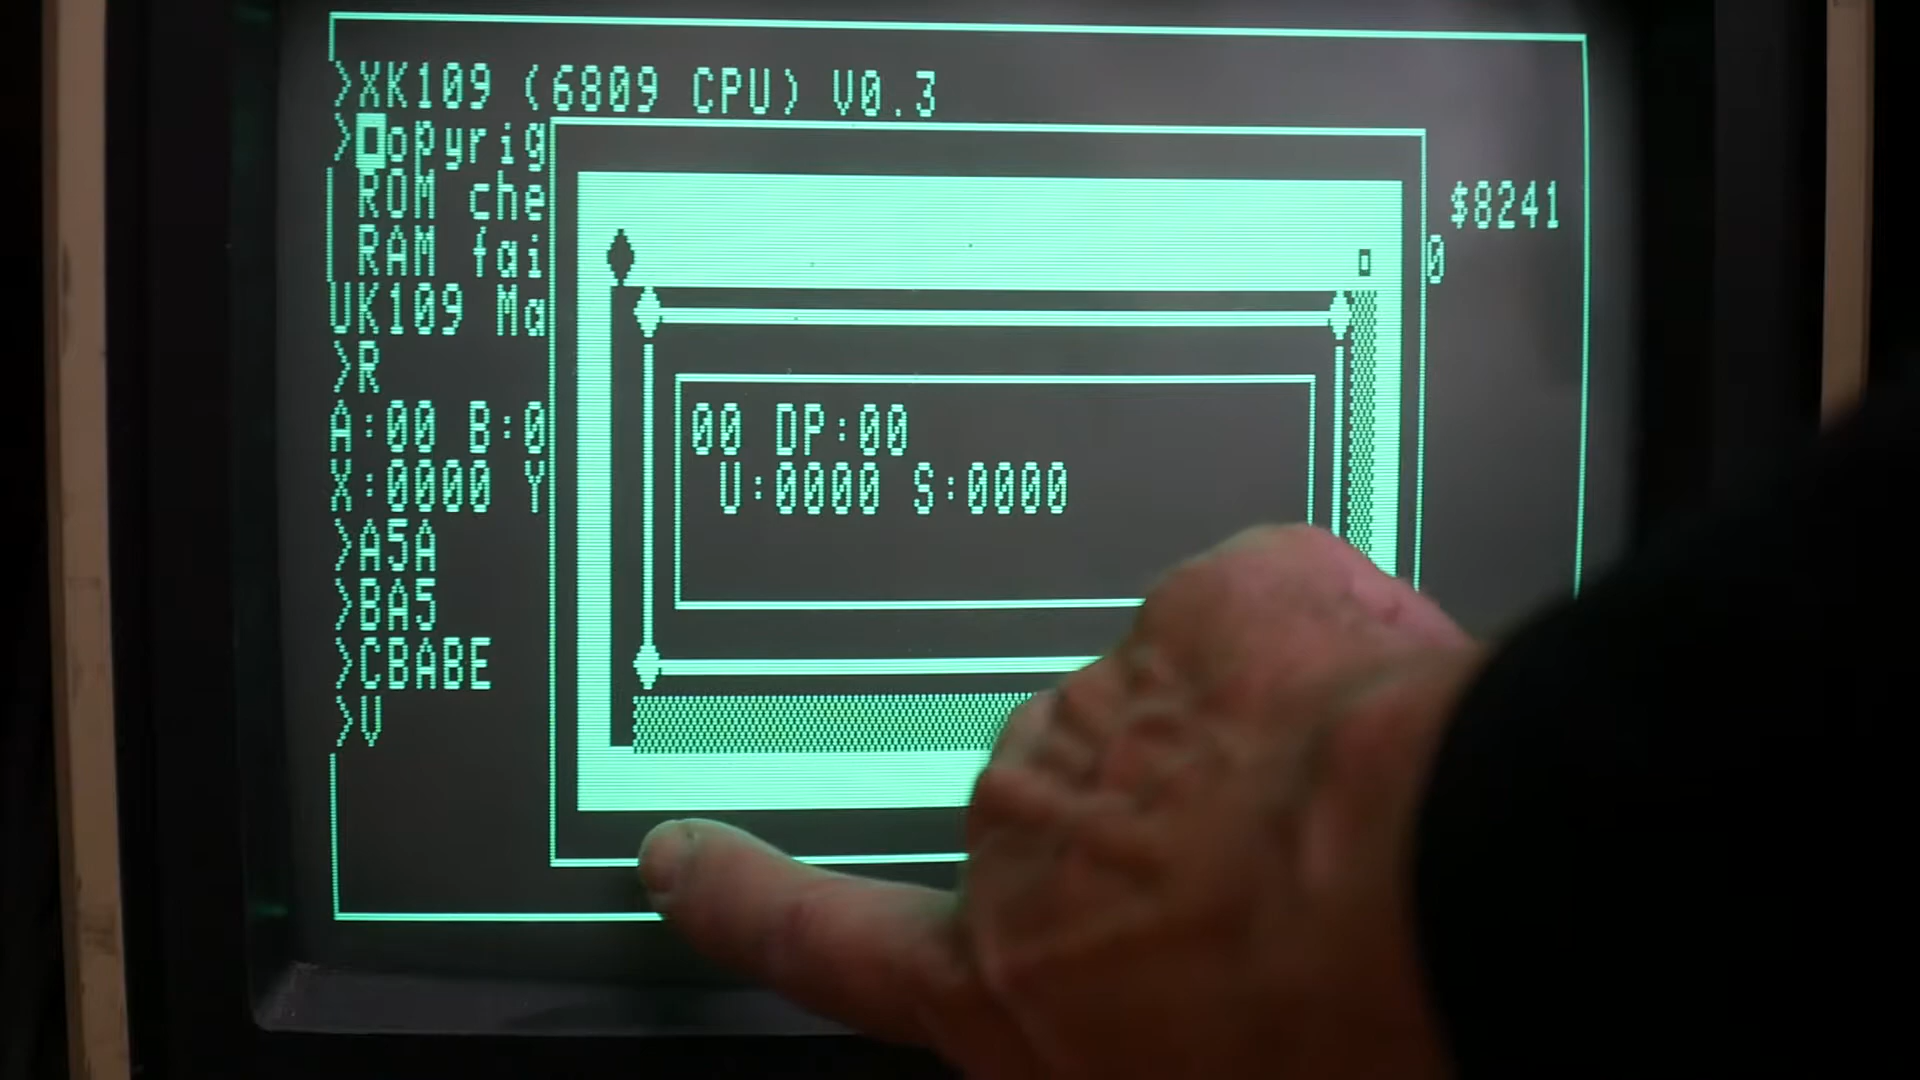 >XK109 (6809 CPU) V0.3
>opyrig
ROM che $8241
RAM fai 0
UK109 Ma
>R
A:00 B:0 00 DP:00
X:0000 Y U:0000 S:0000
>A5A
>BA5
>CBABE
>V